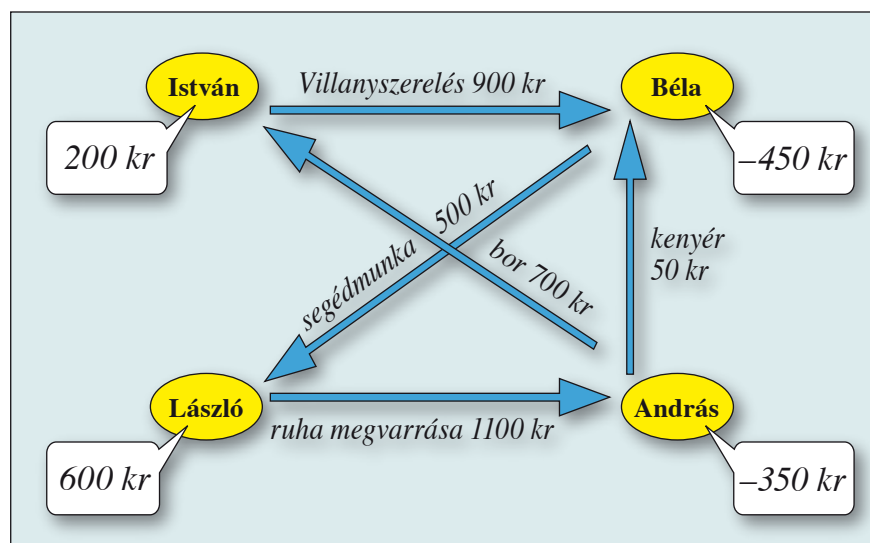 István
Villanyszerelés 900 kr
Béla
200 kr
–450 kr
segédmunka 500 kr
bor 700 kr
kenyér
50 kr
László
ruha megvarrása 1100 kr
András
600 kr
–350 kr